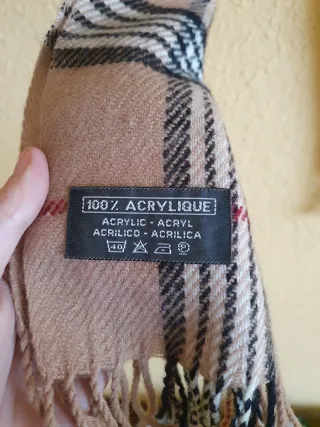 100% ACRYLIQUE
ACRYLIC - ACRYL
ACRILICO - ACRILICA
40 P